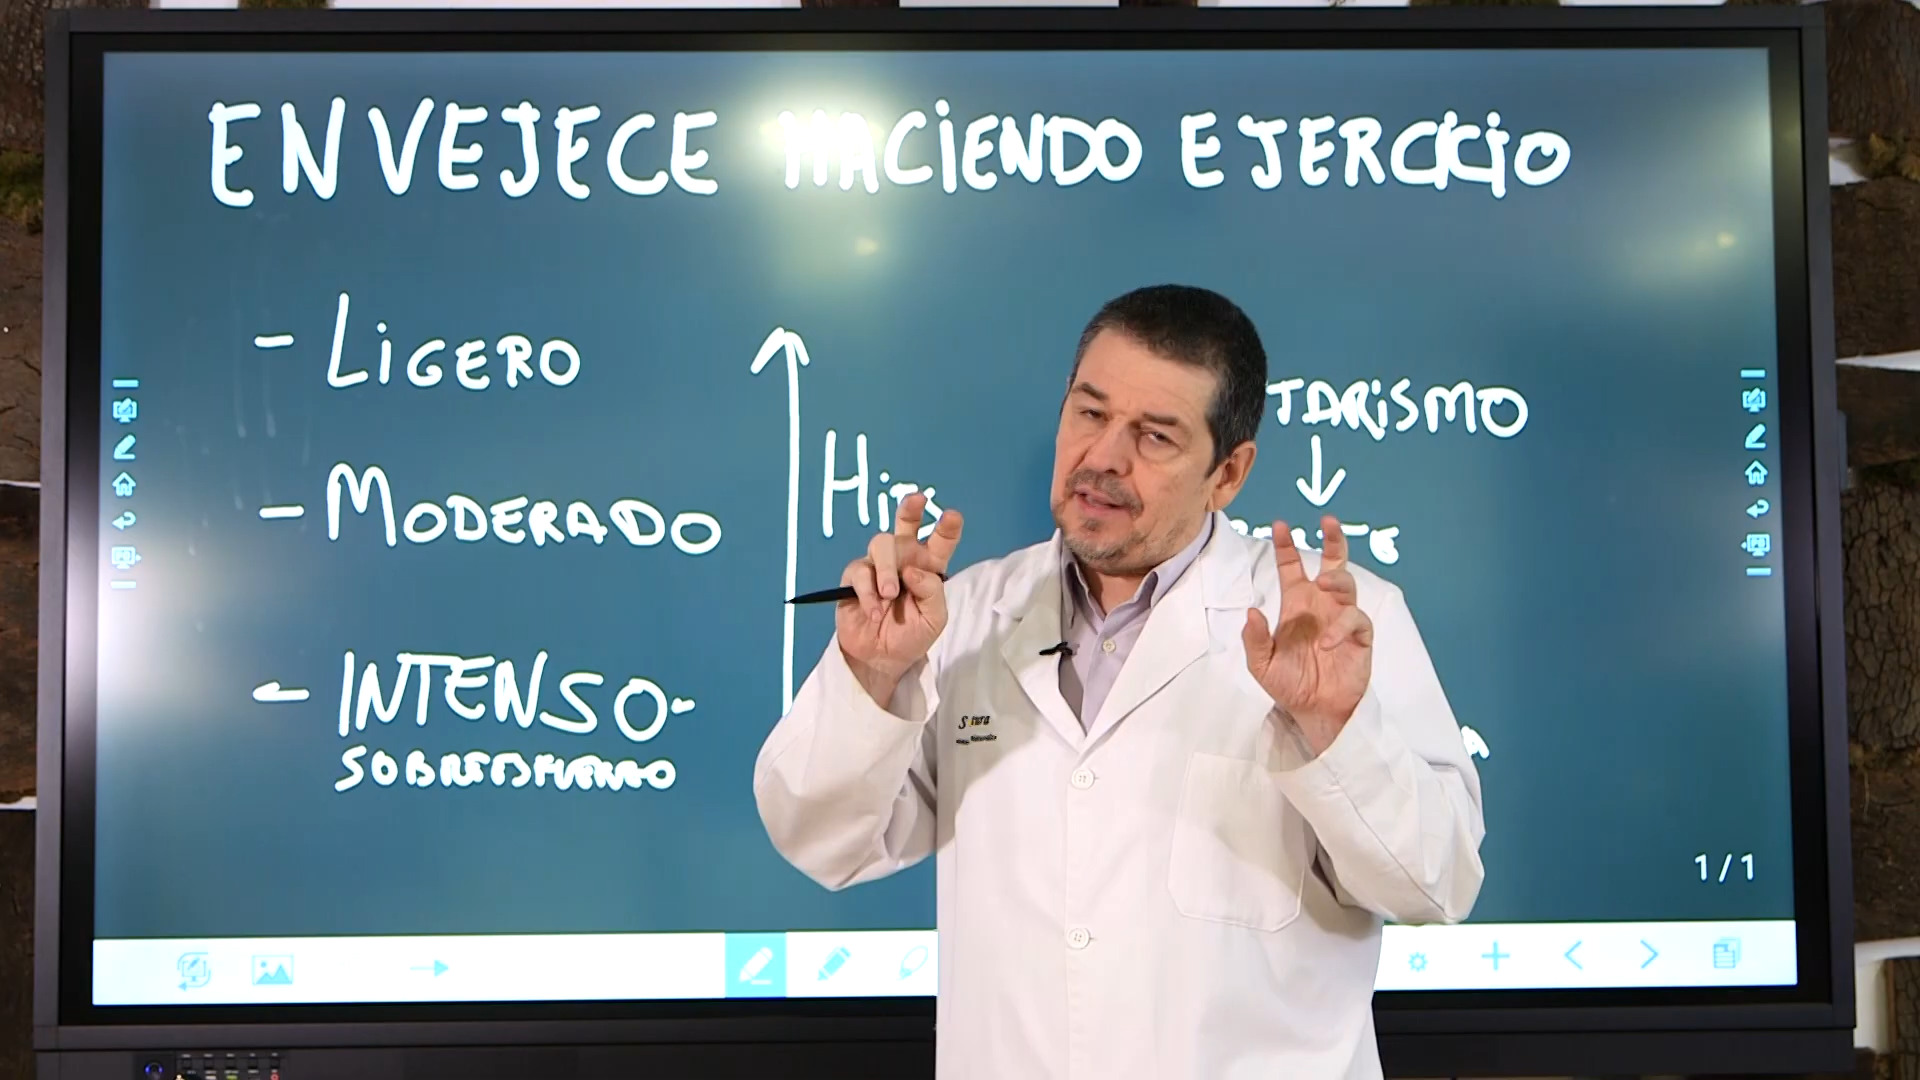 ENVEJECE HACIENDO EJERCICIO
- LIGERO
- MODERADO
- INTENSO-
SOBREESFUERZO
TARISMO
1/1